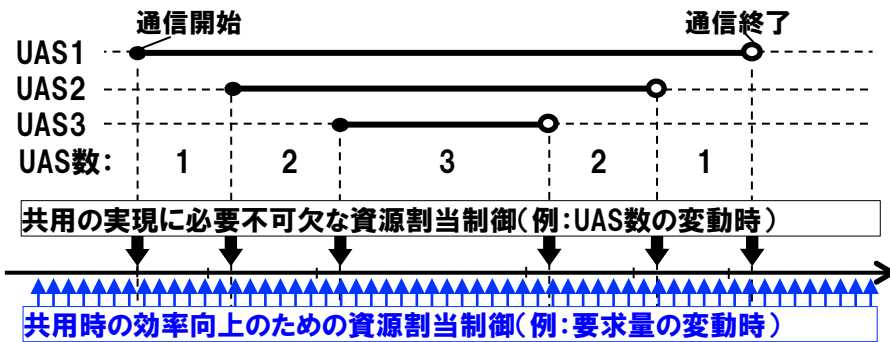 通信開始 通信終了
UAS1
UAS2
UAS3
UAS数: 1 2 3 2 1
共用の実現に必要不可欠な資源割当制御(例:UAS数の変動時)
共用時の効率向上のための資源割当制御(例:要求量の変動時)